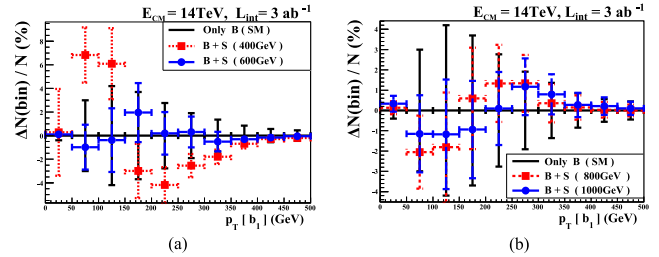 E_CM = 14TeV, L_int = 3 ab⁻¹
ΔN(bin) / N (%)
Only B (SM)
B + S ( 400GeV)
B + S ( 600GeV)
8
6
4
2
0
-2
-4
0 50 100 150 200 250 300 350 400 450 500
p_T [ b_1 ] (GeV)
(a)
E_CM = 14TeV, L_int = 3 ab⁻¹
ΔN(bin) / N (%)
4
3
2
1
0
-1
-2
-3
-4
Only B (SM)
B + S ( 800GeV)
B + S ( 1000GeV)
0 50 100 150 200 250 300 350 400 450 500
p_T [ b_1 ] (GeV)
(b)